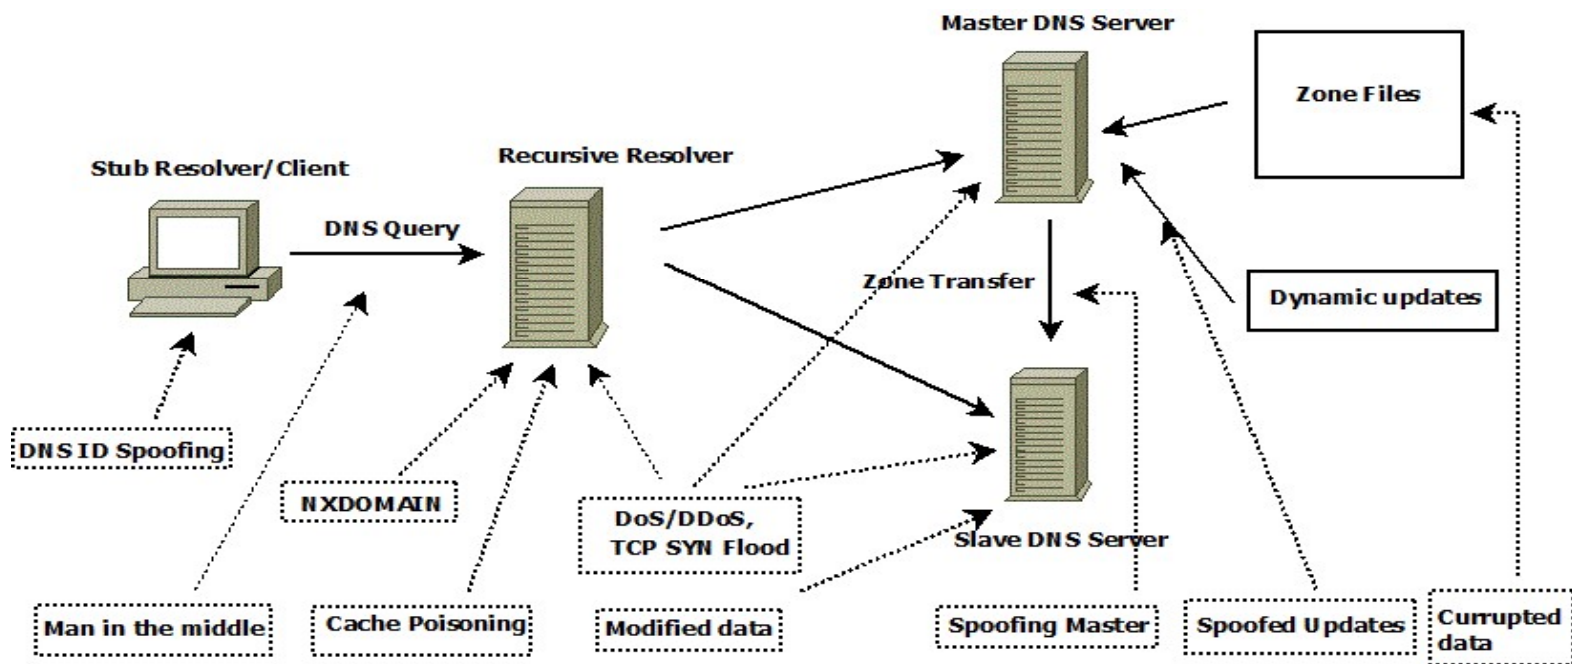 Master DNS Server
Zone Files
Stub Resolver/Client
Recursive Resolver
DNS Query
Zone Transfer
Dynamic updates
DNS ID Spoofing
NXDOMAIN
DoS/DDoS,
TCP SYN Flood
Slave DNS Server
Man in the middle
Cache Poisoning
Modified data
Spoofing Master
Spoofed Updates
Currupted
data